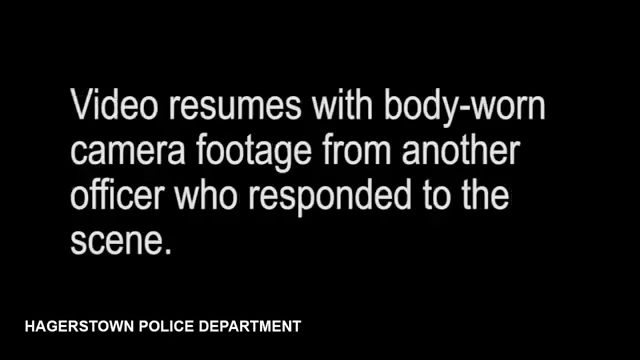 Video resumes with body-worn
camera footage from another
officer who responded to the
scene.
HAGERSTOWN POLICE DEPARTMENT